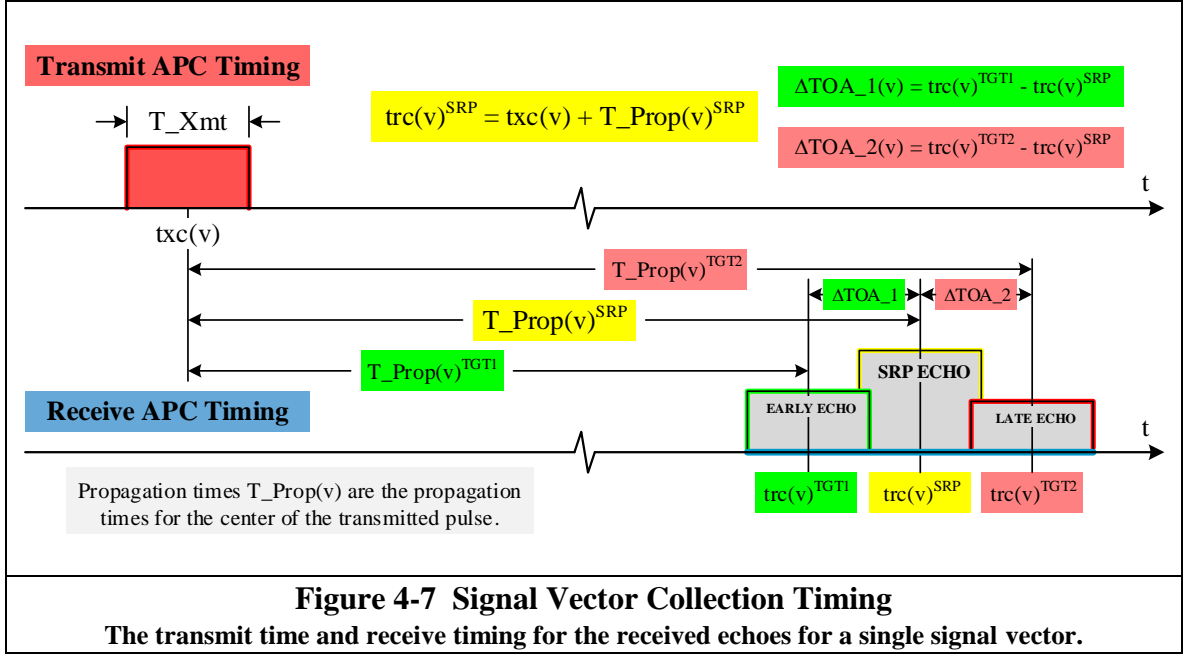 Transmit APC Timing
T_Xmt
trc(v)^SRP = txc(v) + T_Prop(v)^SRP
ΔTOA_1(v) = trc(v)^TGT1 - trc(v)^SRP
ΔTOA_2(v) = trc(v)^TGT2 - trc(v)^SRP
t
txc(v)
T_Prop(v)^TGT2
ΔTOA_1
ΔTOA_2
T_Prop(v)^SRP
T_Prop(v)^TGT1
SRP ECHO
Receive APC Timing
EARLY ECHO
LATE ECHO
t
trc(v)^TGT1
trc(v)^SRP
trc(v)^TGT2
Propagation times T_Prop(v) are the propagation
times for the center of the transmitted pulse.
Figure 4-7 Signal Vector Collection Timing
The transmit time and receive timing for the received echoes for a single signal vector.